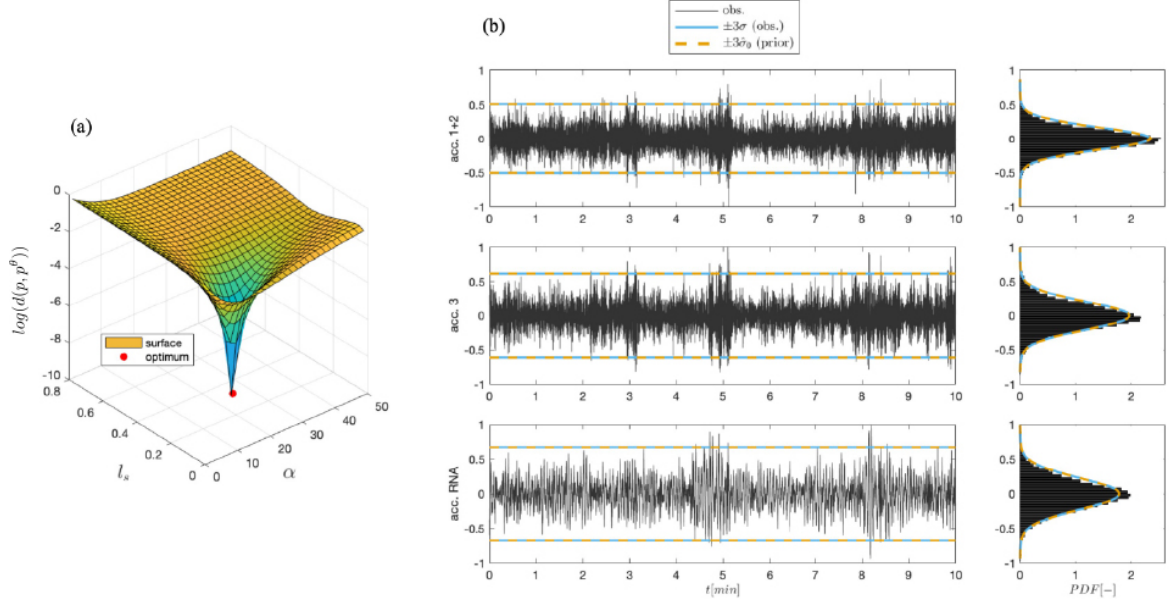 (a)
log(d(p, p^θ))
0
-2
-4
-6
-8
-10
surface
optimum
0.8
0.6
0.4
0.2
0
l_s
0
10
20
30
40
50
α
(b)
obs.
±3σ (obs.)
±3σ̂₀ (prior)
acc. 1+2
1
0.5
0
-0.5
-1
0 1 2 3 4 5 6 7 8 9 10
1
0.5
0
-0.5
-1
0 1 2
acc. 3
1
0.5
0
-0.5
-1
0 1 2 3 4 5 6 7 8 9 10
1
0.5
0
-0.5
-1
0 1 2
acc. RNA
1
0.5
0
-0.5
-1
0 1 2 3 4 5 6 7 8 9 10
t[min]
1
0.5
0
-0.5
-1
0 1 2
PDF[−]